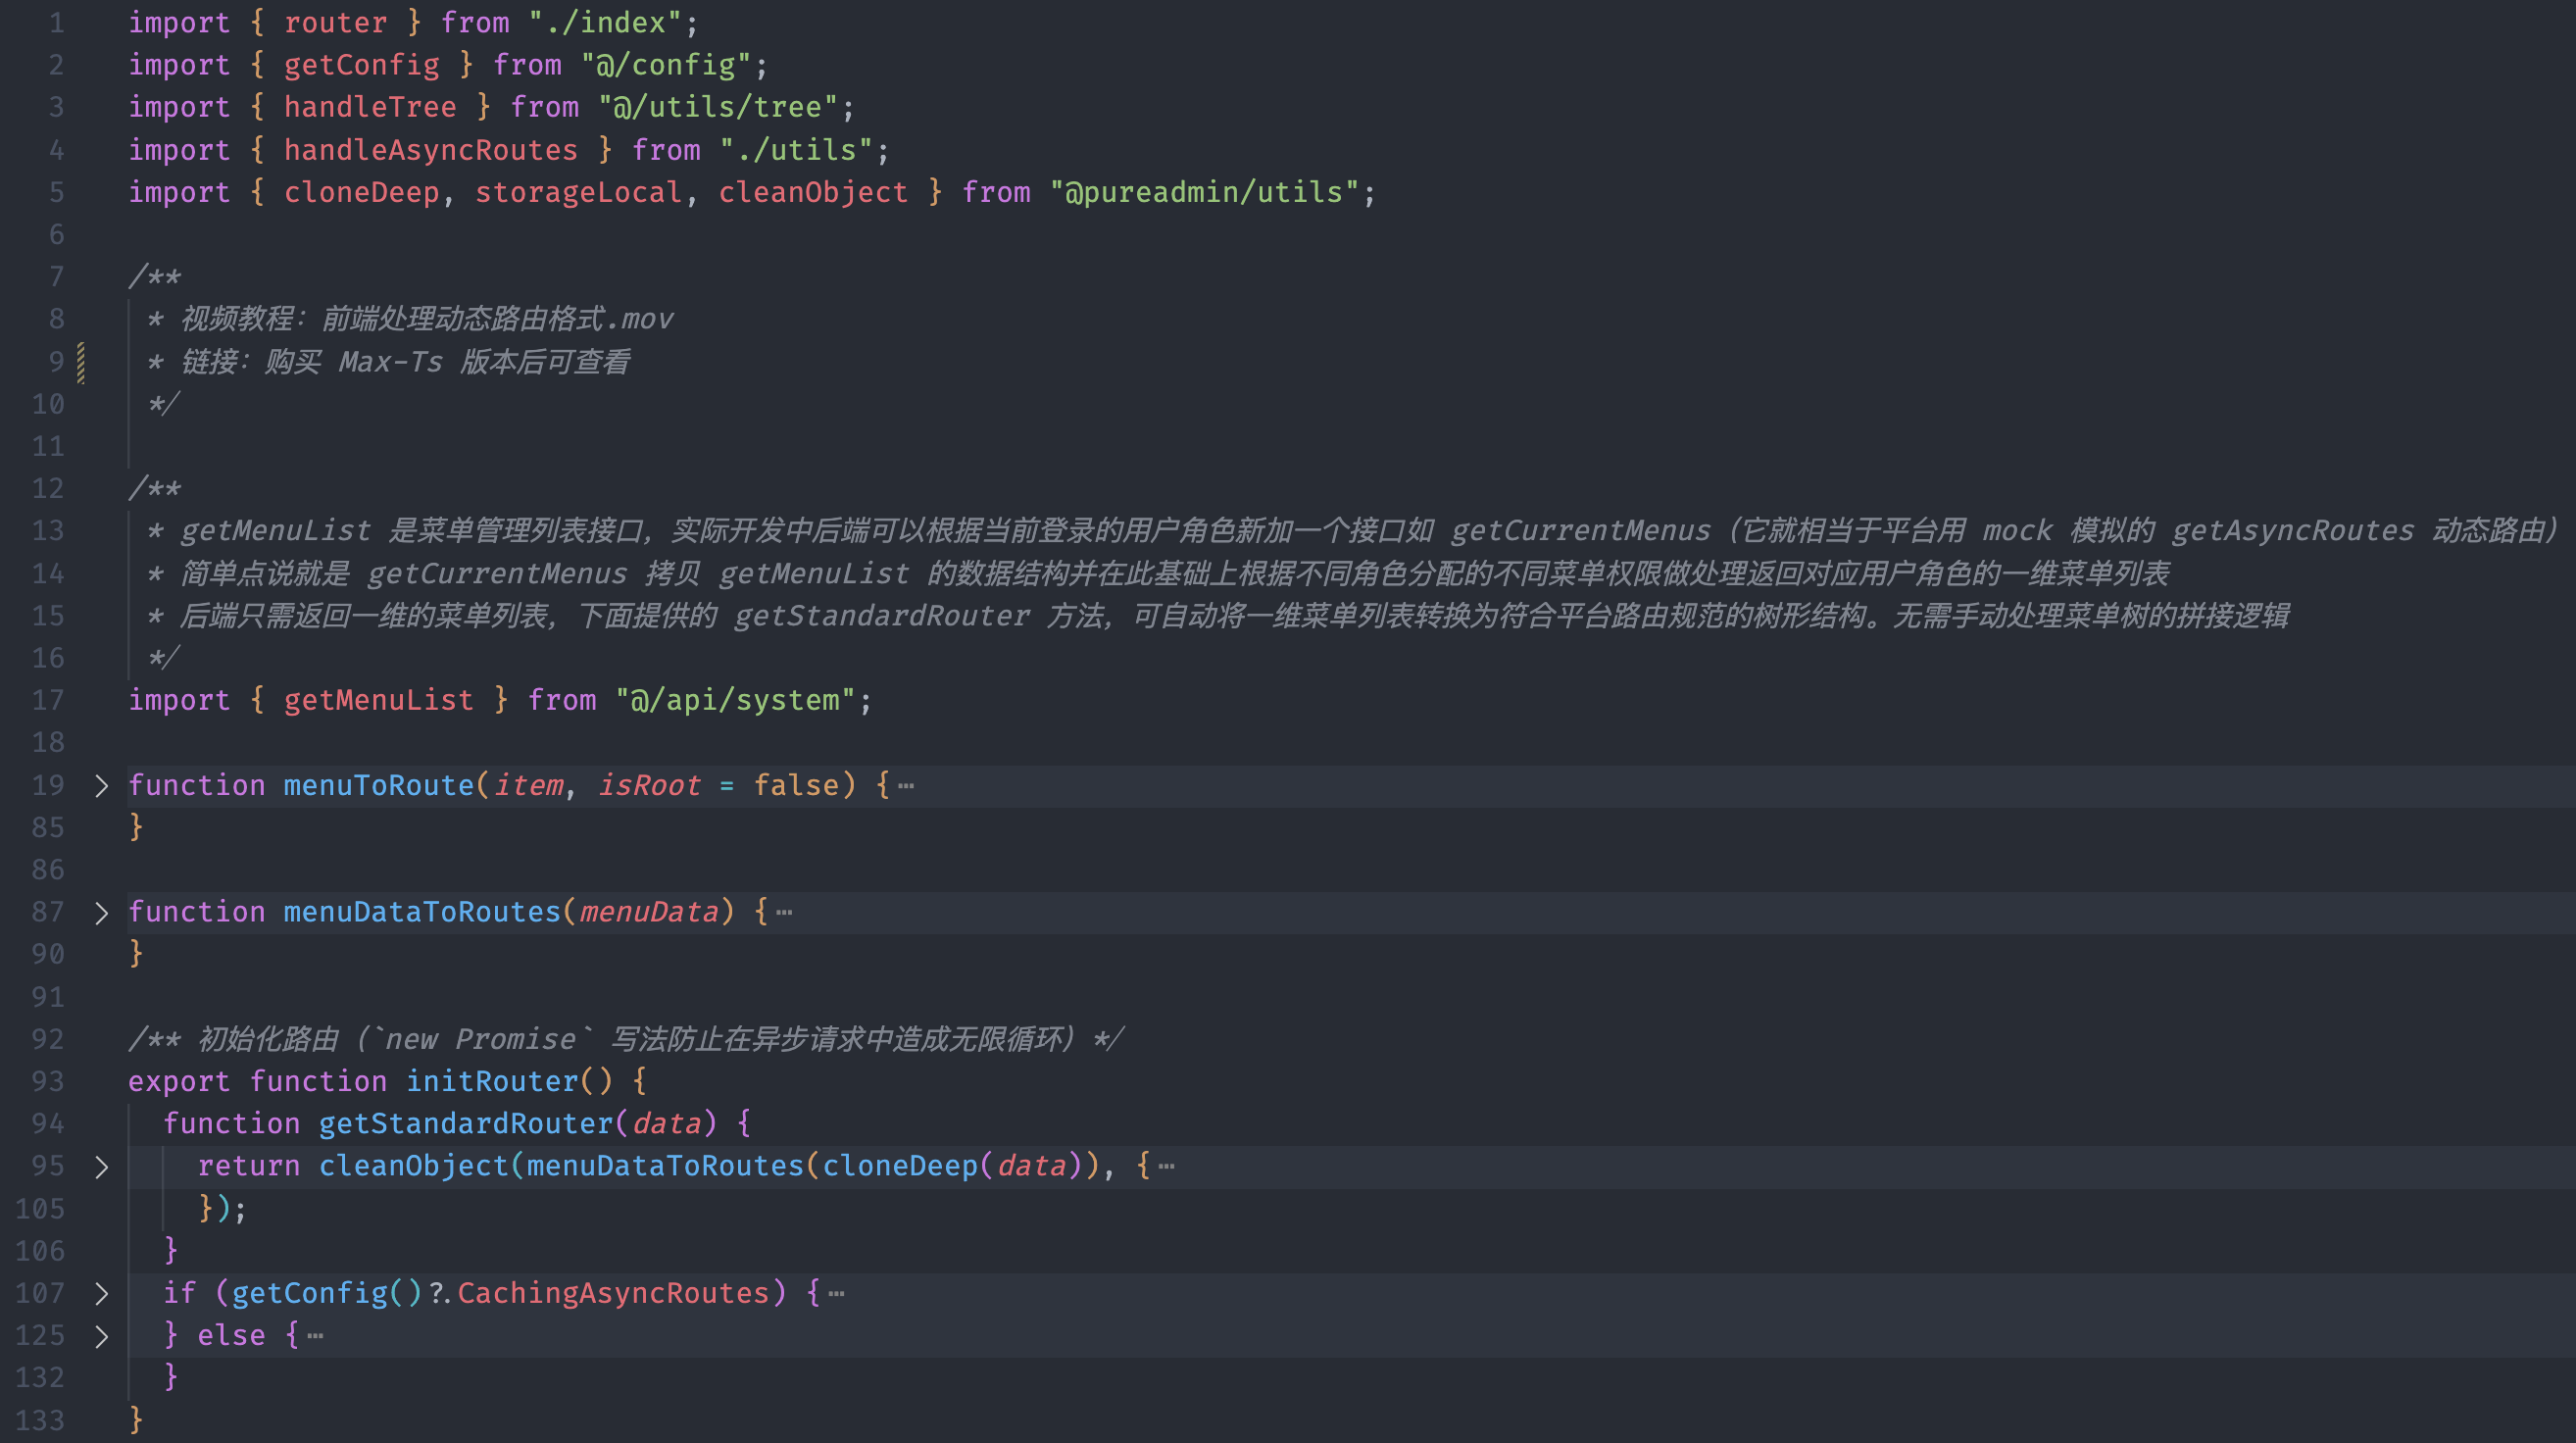 1 import { router } from "./index";
2 import { getConfig } from "@/config";
3 import { handleTree } from "@/utils/tree";
4 import { handleAsyncRoutes } from "./utils";
5 import { cloneDeep, storageLocal, cleanObject } from "@pureadmin/utils";
6
7 /**
8  * 视频教程：前端处理动态路由格式.mov
9  * 链接：购买 Max-Ts 版本后可查看
10  */
11
12 /**
13  * getMenuList 是菜单管理列表接口，实际开发中后端可以根据当前登录的用户角色新加一个接口如 getCurrentMenus（它就相当于平台用 mock 模拟的 getAsyncRoutes 动态路由）
14  * 简单点说就是 getCurrentMenus 拷贝 getMenuList 的数据结构并在此基础上根据不同角色分配的不同菜单权限做处理返回对应用户角色的一维菜单列表
15  * 后端只需返回一维的菜单列表，下面提供的 getStandardRouter 方法，可自动将一维菜单列表转换为符合平台路由规范的树形结构。无需手动处理菜单树的拼接逻辑
16  */
17 import { getMenuList } from "@/api/system";
18
19 > function menuToRoute(item, isRoot = false) {…
85 }
86
87 > function menuDataToRoutes(menuData) {…
90 }
91
92 /** 初始化路由（`new Promise` 写法防止在异步请求中造成无限循环）*/
93 export function initRouter() {
94   function getStandardRouter(data) {
95 >     return cleanObject(menuDataToRoutes(cloneDeep(data)), {…
105     });
106   }
107 >   if (getConfig()?.CachingAsyncRoutes) {…
125 >   } else {…
132   }
133 }